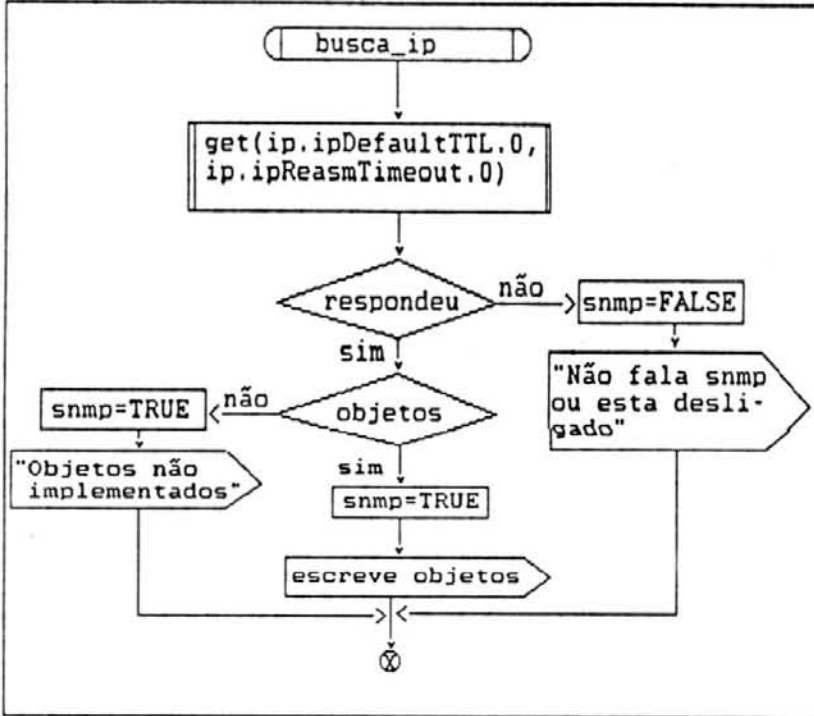 busca_ip
get(ip.ipDefaultTTL.0,
ip.ipReasmTimeout.0)
respondeu
não
snmp=FALSE
sim
"Não fala snmp
ou esta desli-
gado"
objetos
não
snmp=TRUE
"Objetos não
implementados"
sim
snmp=TRUE
escreve objetos
X